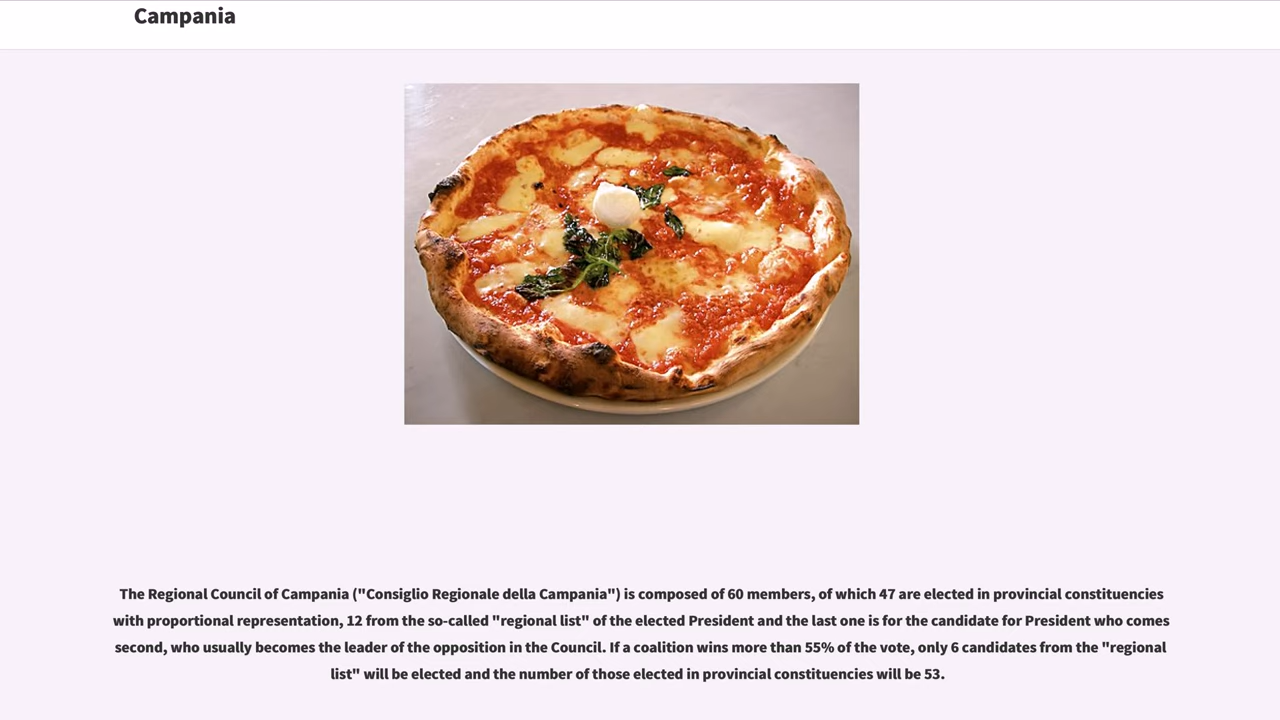 Campania
The Regional Council of Campania ("Consiglio Regionale della Campania") is composed of 60 members, of which 47 are elected in provincial constituencies
with proportional representation, 12 from the so-called "regional list" of the elected President and the last one is for the candidate for President who comes
second, who usually becomes the leader of the opposition in the Council. If a coalition wins more than 55% of the vote, only 6 candidates from the "regional
list" will be elected and the number of those elected in provincial constituencies will be 53.